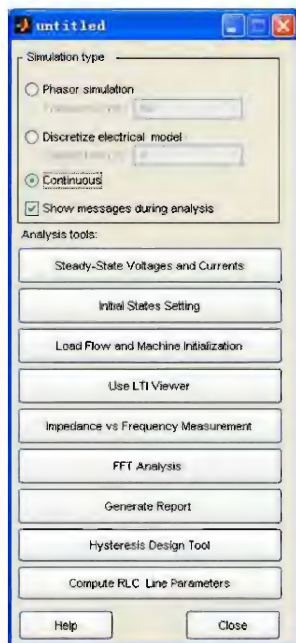 untitled
Simulation type
Phasor simulation
Discretize electrical model
Continuous
Show messages during analysis
Analysis tools:
Steady-State Voltages and Currents
Initial States Setting
Load Flow and Machine Initialization
Use LTI Viewer
Impedance vs Frequency Measurement
FFT Analysis
Generate Report
Hysteresis Design Tool
Compute RLC Line Parameters
Help
Close